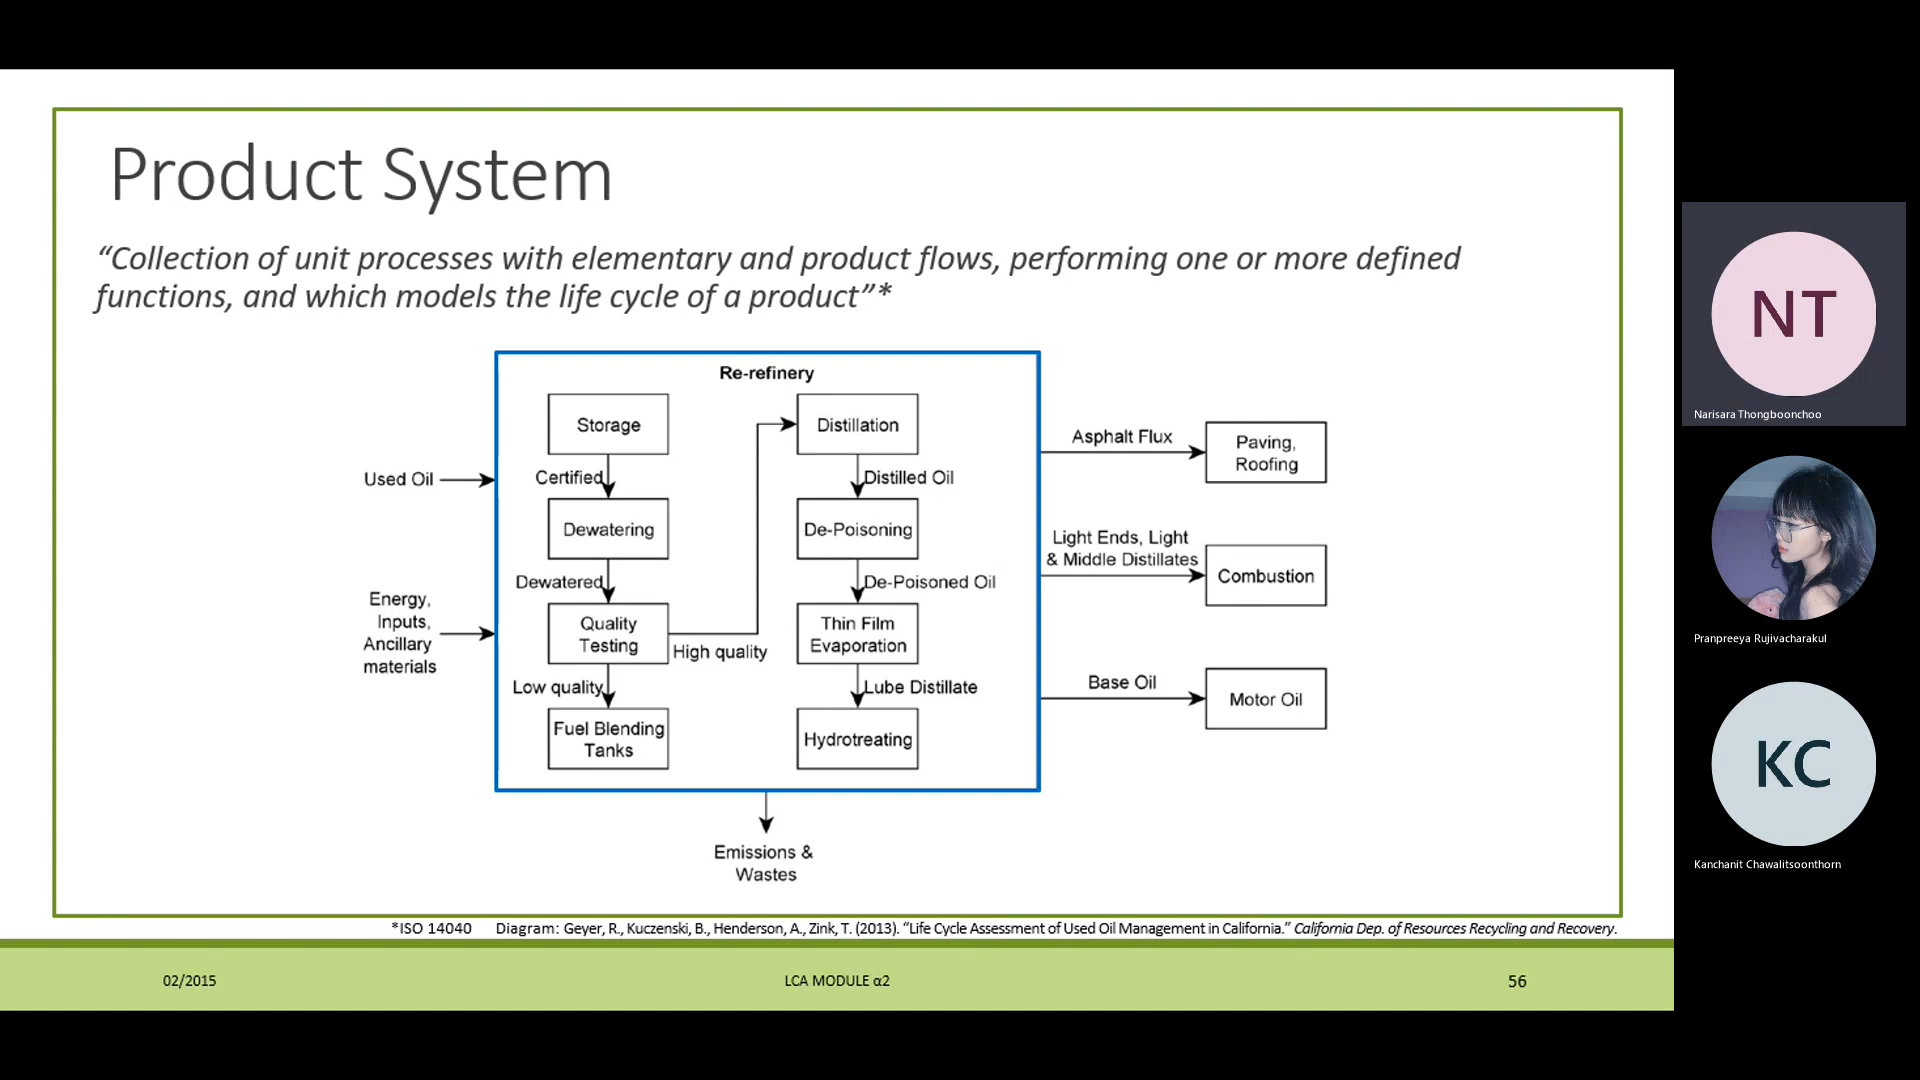 Product System
“Collection of unit processes with elementary and product flows, performing one or more defined
functions, and which models the life cycle of a product”*
Re-refinery
Storage
Certified
Dewatering
Dewatered
Quality
Testing
High quality
Low quality
Fuel Blending
Tanks
Distillation
Distilled Oil
De-Poisoning
De-Poisoned Oil
Thin Film
Evaporation
Lube Distillate
Hydrotreating
Used Oil
Energy,
Inputs,
Ancillary
materials
Asphalt Flux
Paving,
Roofing
Light Ends, Light
& Middle Distillates
Combustion
Base Oil
Motor Oil
Emissions &
Wastes
*ISO 14040 Diagram: Geyer, R., Kuczenski, B., Henderson, A., Zink, T. (2013). “Life Cycle Assessment of Used Oil Management in California.” California Dep. of Resources Recycling and Recovery.
02/2015
LCA MODULE α2
56
NT
Narisara Thongboonchoo
Pranpreeya Rujivacharakul
KC
Kanchanit Chawalitsoonthorn